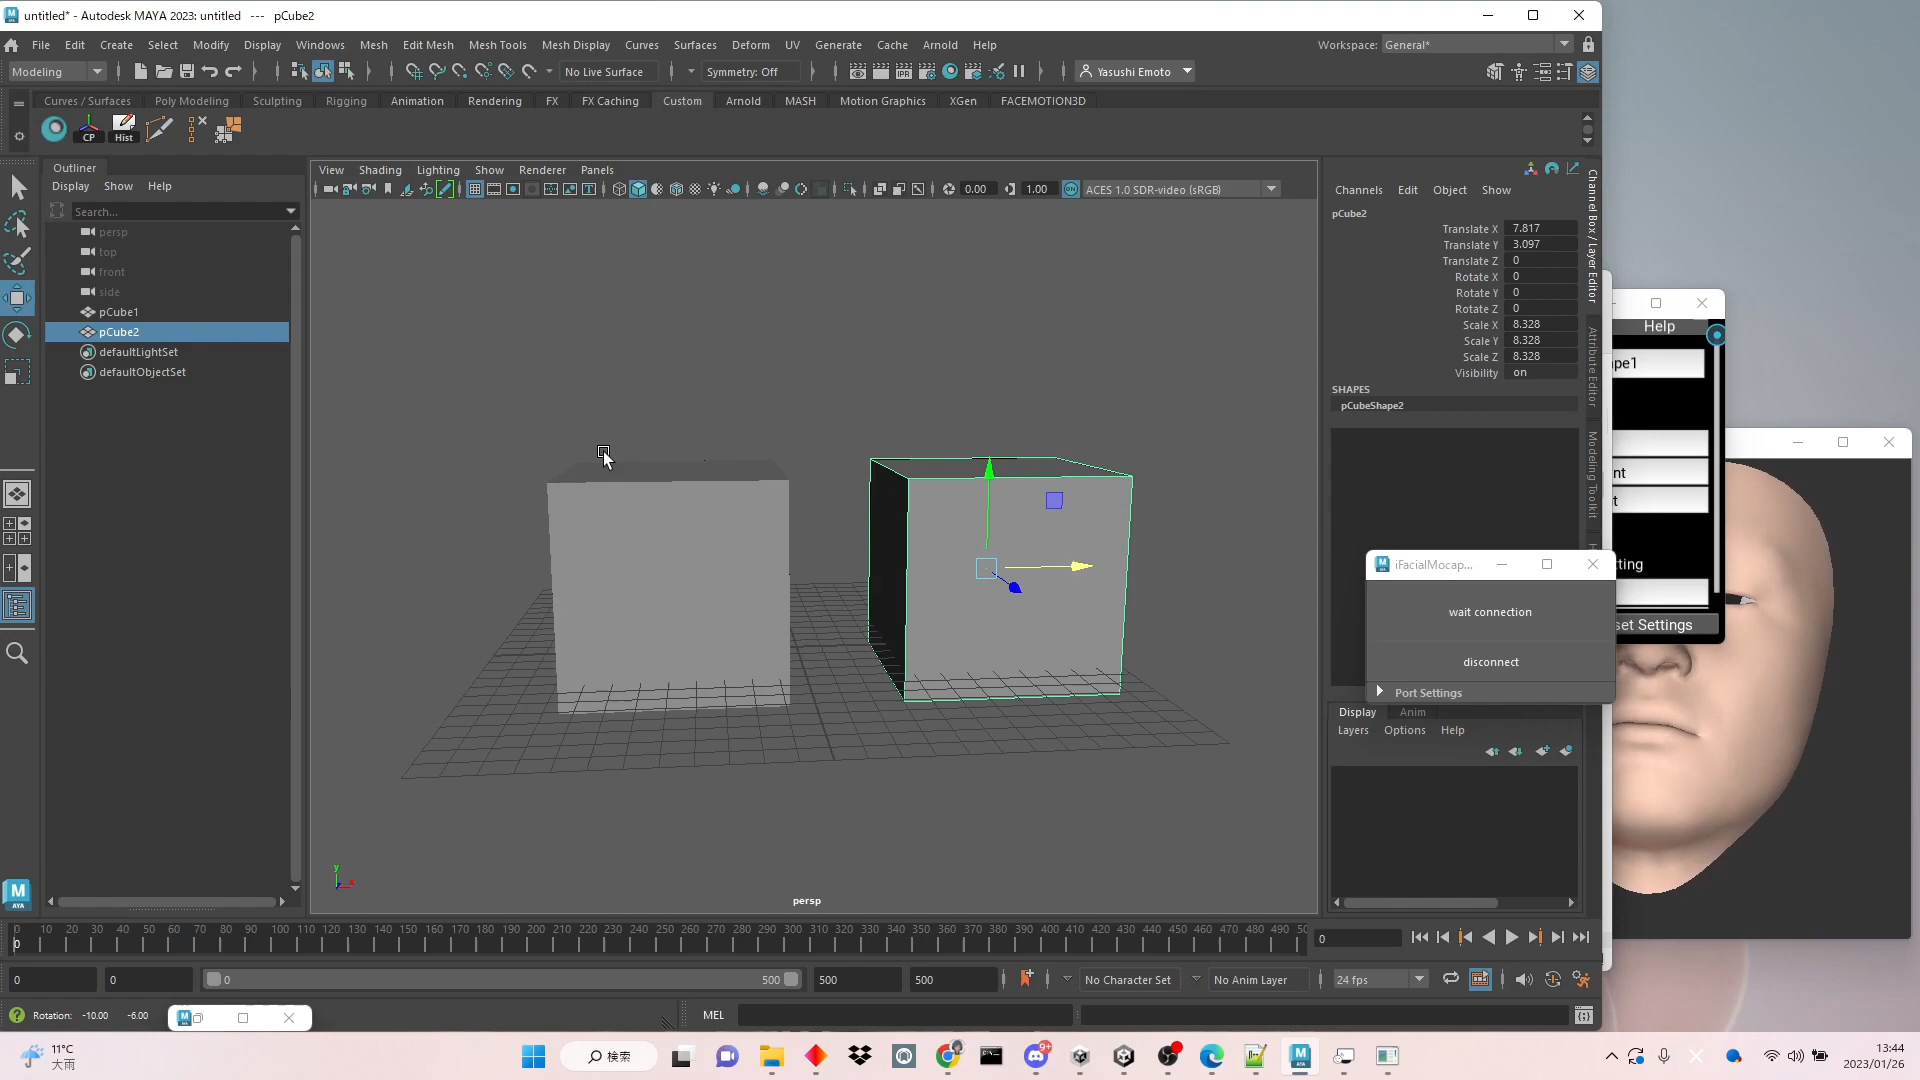 untitled* - Autodesk MAYA 2023: untitled --- pCube2
File Edit Create Select Modify Display Windows Mesh Edit Mesh Mesh Tools Mesh Display Curves Surfaces Deform UV Generate Cache Arnold Help
Workspace: General*
Modeling
No Live Surface
Symmetry: Off
IPR
Yasushi Emoto
Curves / Surfaces Poly Modeling Sculpting Rigging Animation Rendering FX FX Caching Custom Arnold MASH Motion Graphics XGen FACEMOTION3D
CP
Hist
Outliner
Display Show Help
Search...
persp
top
front
side
pCube1
pCube2
defaultLightSet
defaultObjectSet
View Shading Lighting Show Renderer Panels
0.00
1.00
ON
ACES 1.0 SDR-video (sRGB)
y
x
persp
Channels Edit Object Show
pCube2
Translate X 7.817
Translate Y 3.097
Translate Z 0
Rotate X 0
Rotate Y 0
Rotate Z 0
Scale X 8.328
Scale Y 8.328
Scale Z 8.328
Visibility on
SHAPES
pCubeShape2
Channel Box / Layer Editor
Attribute Editor
Modeling Toolkit
Help
pe1
nt
t
tting
set Settings
iFacialMocap...
wait connection
disconnect
Port Settings
Display Anim
Layers Options Help
0 10 20 30 40 50 60 70 80 90 100 110 120 130 140 150 160 170 180 190 200 210 220 230 240 250 260 270 280 290 300 310 320 330 340 350 360 370 380 390 400 410 420 430 440 450 460 470 480 490 50
0
0
0
0
0
500
500
500
No Character Set
No Anim Layer
24 fps
Rotation: -10.00 -6.00
MEL
M
AYA
11°C
大雨
検索
9+
13:44
2023/01/26